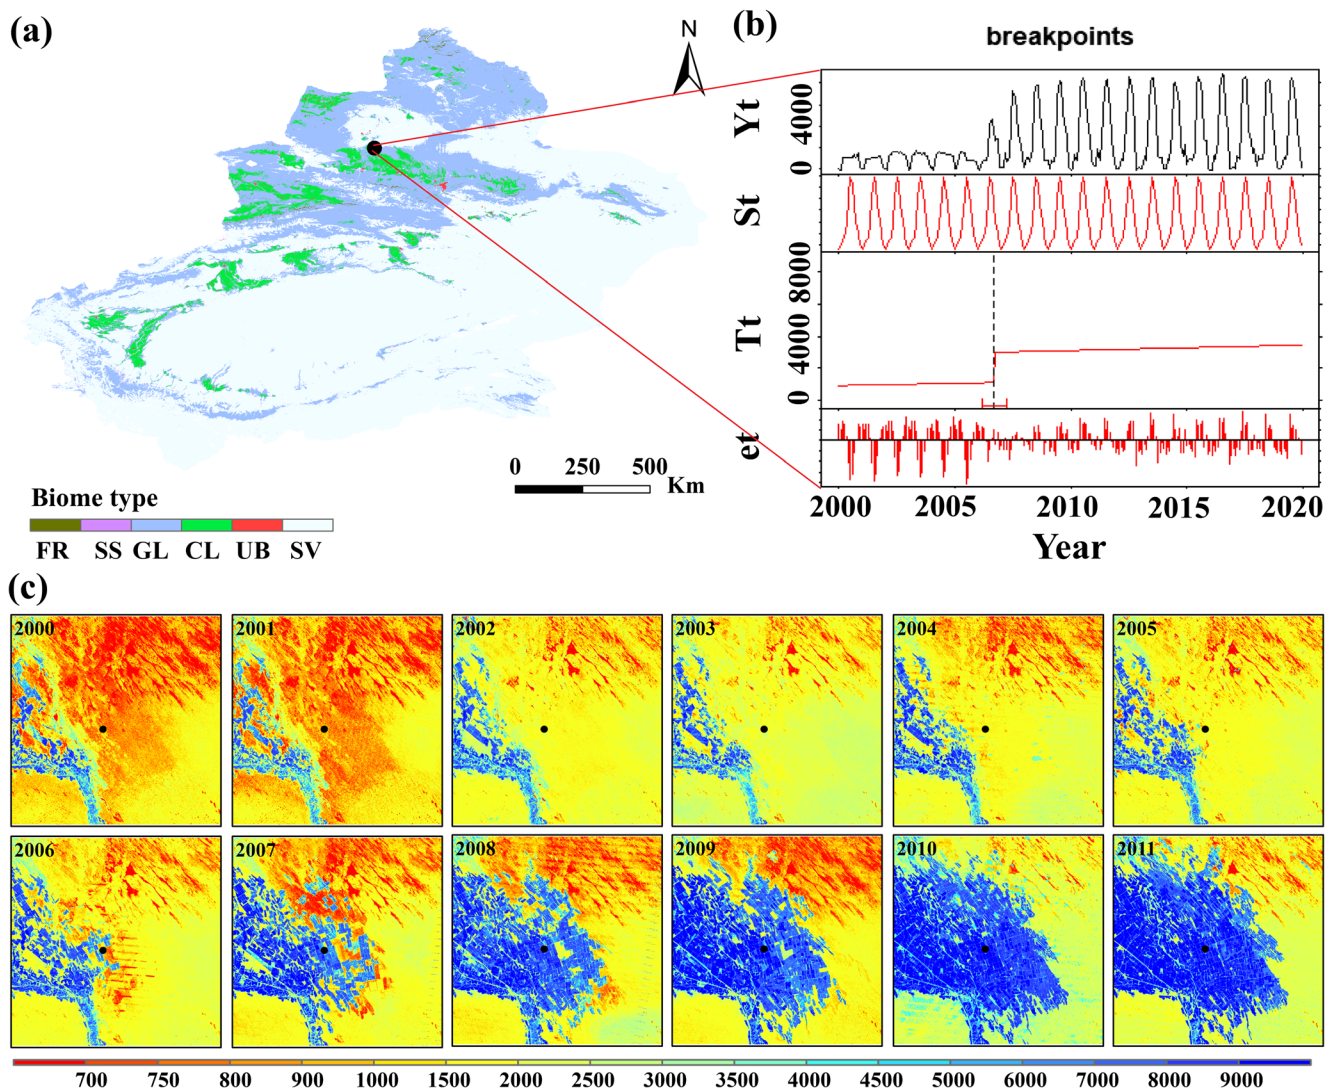 (a)
N
(b)
breakpoints
Yt
0 4000
St
Tt
0 4000 8000
et
2000 2005 2010 2015 2020
Year
0 250 500
Km
Biome type
FR SS GL CL UB SV
(c)
2000 2001 2002 2003 2004 2005
2006 2007 2008 2009 2010 2011
700 750 800 900 1000 1500 2000 2500 3000 3500 4000 4500 5000 6000 7000 8000 9000